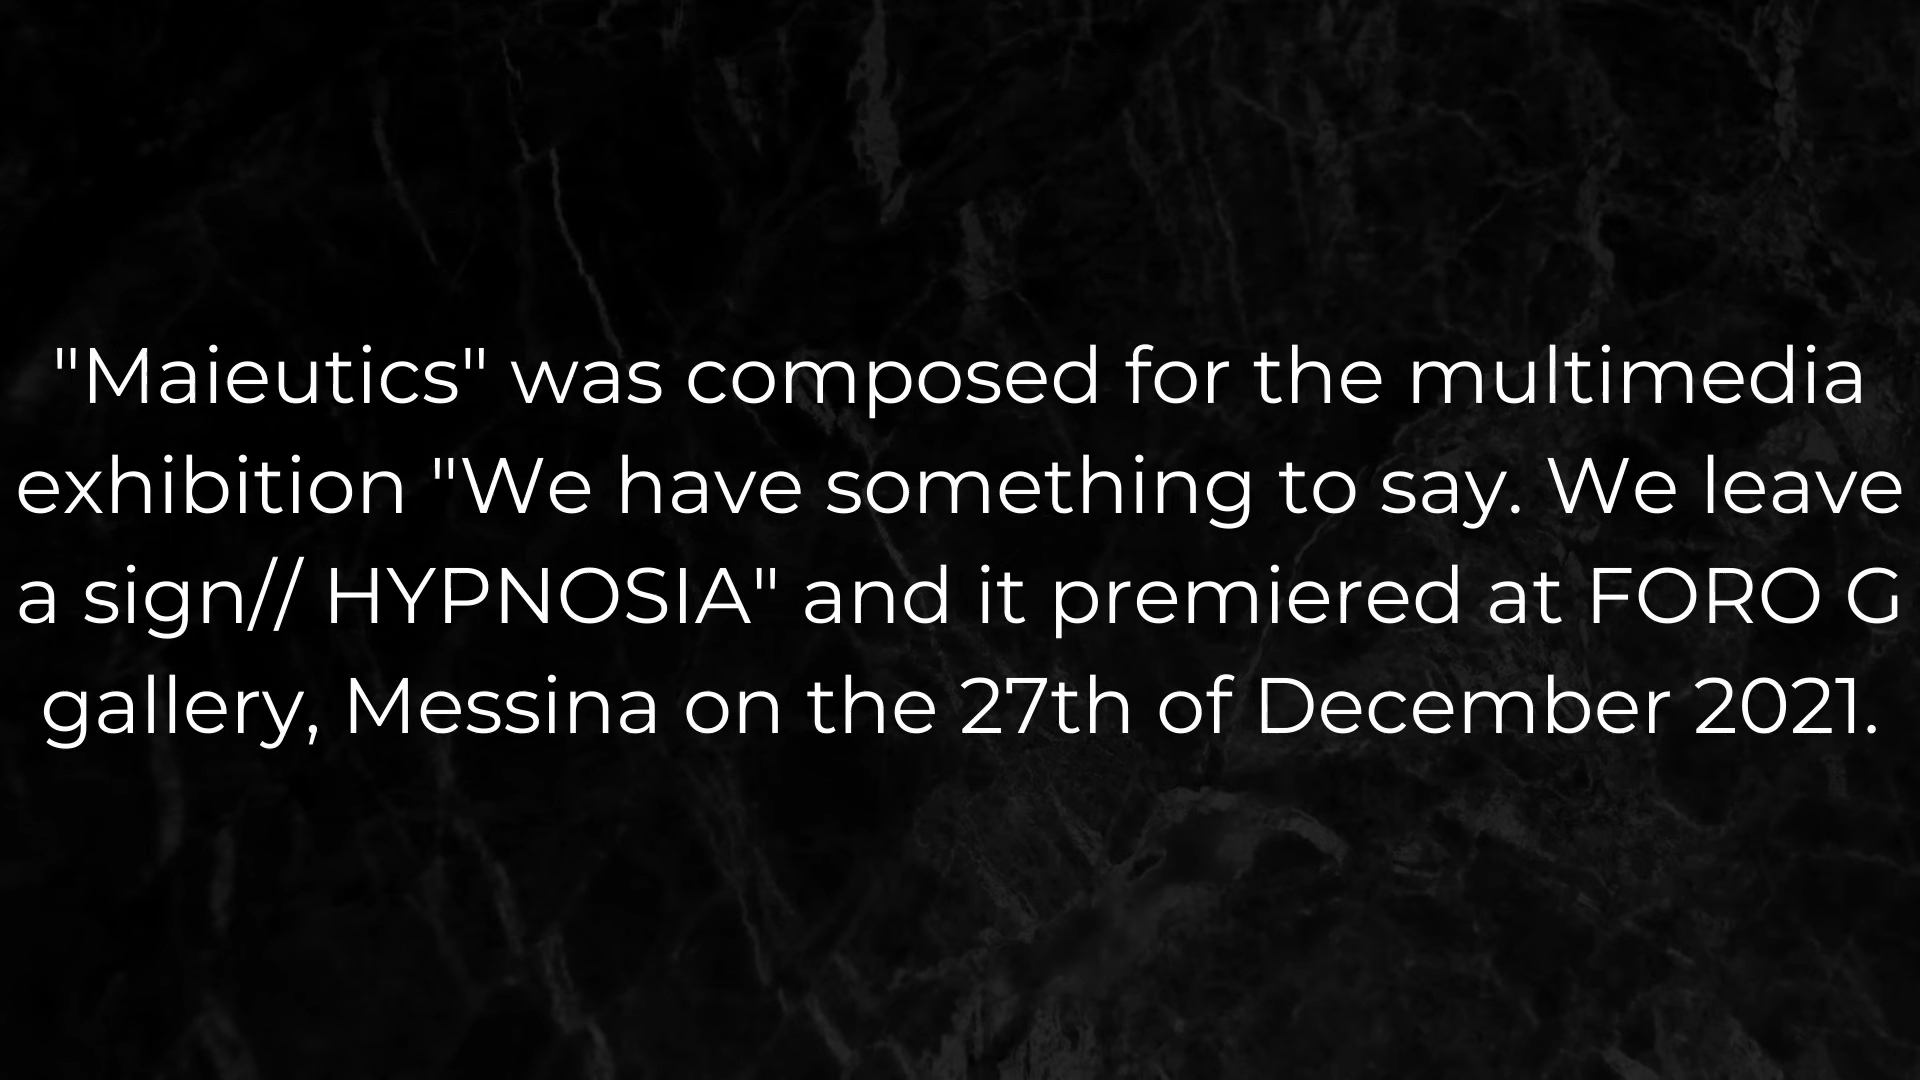 "Maieutics" was composed for the multimedia
exhibition "We have something to say. We leave
a sign// HYPNOSIA" and it premiered at FORO G
gallery, Messina on the 27th of December 2021.